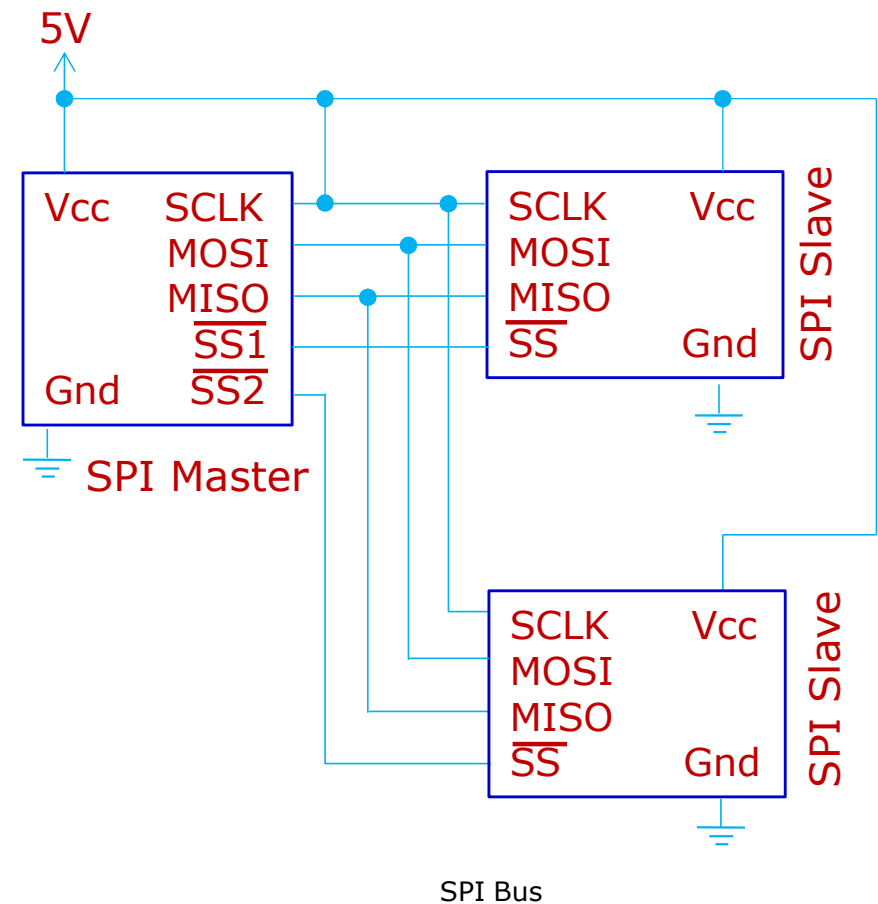 5V
Vcc SCLK
MOSI
MISO
SS1
Gnd SS2
SPI Master
SCLK Vcc
MOSI
MISO
SS Gnd
SPI Slave
SCLK Vcc
MOSI
MISO
SS Gnd
SPI Slave
SPI Bus